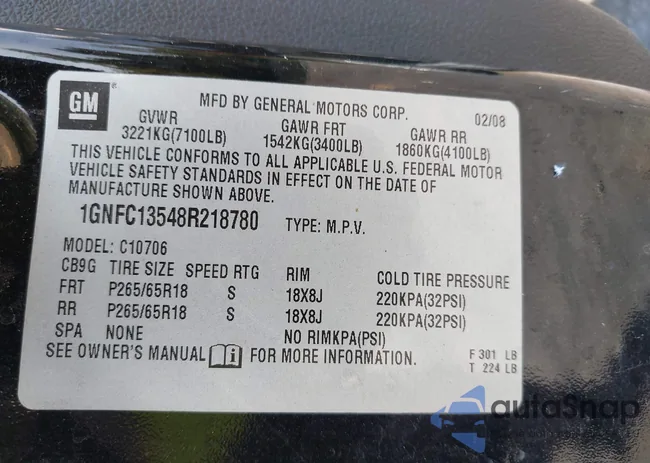 GM
MFD BY GENERAL MOTORS CORP. 02/08
GVWR GAWR FRT GAWR RR
3221KG(7100LB) 1542KG(3400LB) 1860KG(4100LB)
THIS VEHICLE CONFORMS TO ALL APPLICABLE U.S. FEDERAL MOTOR
VEHICLE SAFETY STANDARDS IN EFFECT ON THE DATE OF
MANUFACTURE SHOWN ABOVE.
1GNFC13548R218780 TYPE: M.P.V.
MODEL: C10706
CB9G TIRE SIZE SPEED RTG RIM COLD TIRE PRESSURE
FRT P265/65R18 S 18X8J 220KPA(32PSI)
RR P265/65R18 S 18X8J 220KPA(32PSI)
SPA NONE NO RIMKPA(PSI)
SEE OWNER'S MANUAL FOR MORE INFORMATION.
F 301 LB
T 224 LB
autoSnap